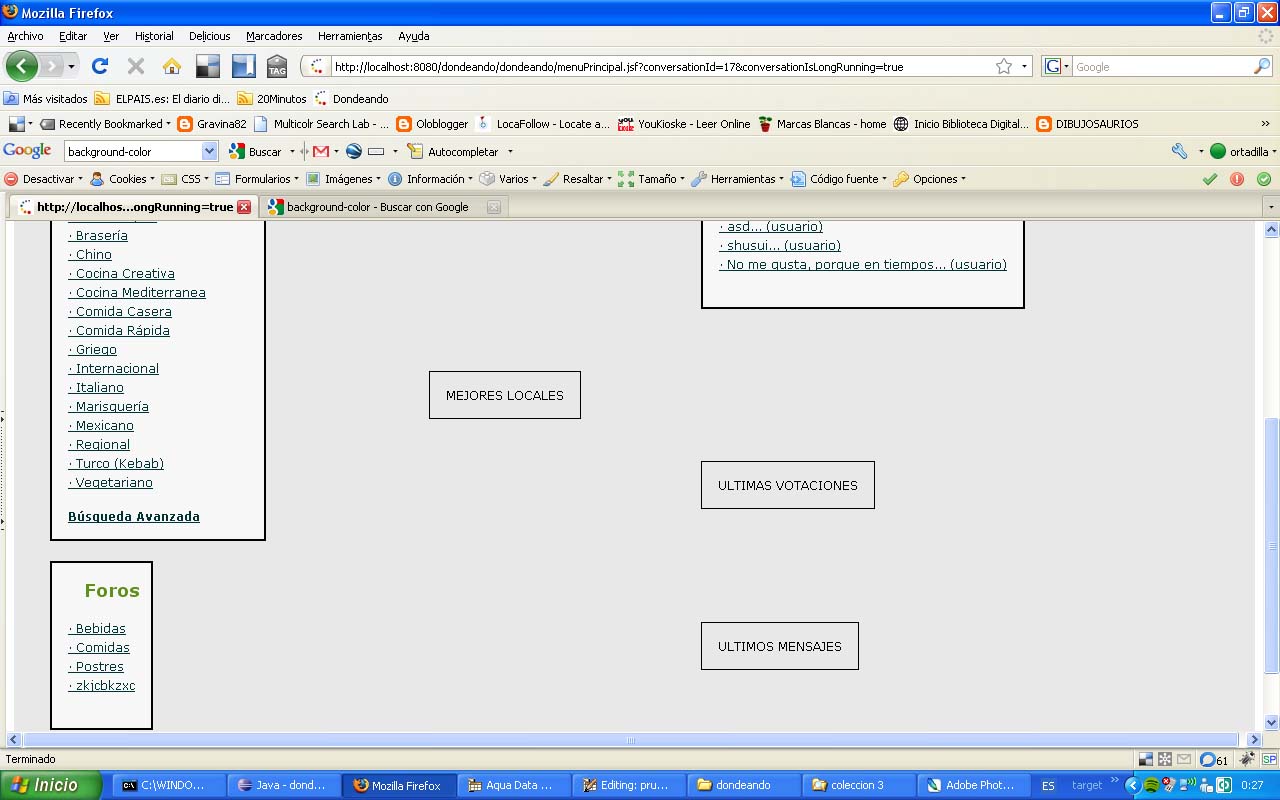 Mozilla Firefox
Archivo Editar Ver Historial Delicious Marcadores Herramientas Ayuda
TAG http://localhost:8080/dondeando/dondeando/menuPrincipal.jsf?conversationId=17&conversationIsLongRunning=true G Google
Más visitados ELPAIS.es: El diario di... 20Minutos Dondeando
Recently Bookmarked Gravina82 Multicolr Search Lab - ... Oloblogger LocaFollow - Locate a... YouKioske - Leer Online Marcas Blancas - home Inicio Biblioteca Digital... DIBUJOSAURIOS »
Google background-color Buscar Autocompletar ortadilla
Desactivar Cookies CSS Formularios Imágenes Información Varios Resaltar Tamaño Herramientas Código fuente Opciones
http://localhos...ongRunning=true background-color - Buscar con Google
· Brasería
· Chino
· Cocina Creativa
· Cocina Mediterranea
· Comida Casera
· Comida Rápida
· Griego
· Internacional
· Italiano
· Marisquería
· Mexicano
· Regional
· Turco (Kebab)
· Vegetariano
Búsqueda Avanzada
Foros
· Bebidas
· Comidas
· Postres
· zkjcbkzxc
MEJORES LOCALES
· asd... (usuario)
· shusui... (usuario)
· No me gusta, porque en tiempos... (usuario)
ULTIMAS VOTACIONES
ULTIMOS MENSAJES
Terminado 61 SP
Inicio C:\WINDO... Java - dond... Mozilla Firefox Aqua Data ... Editing: pru... dondeando coleccion 3 Adobe Phot... ES target » 0:27